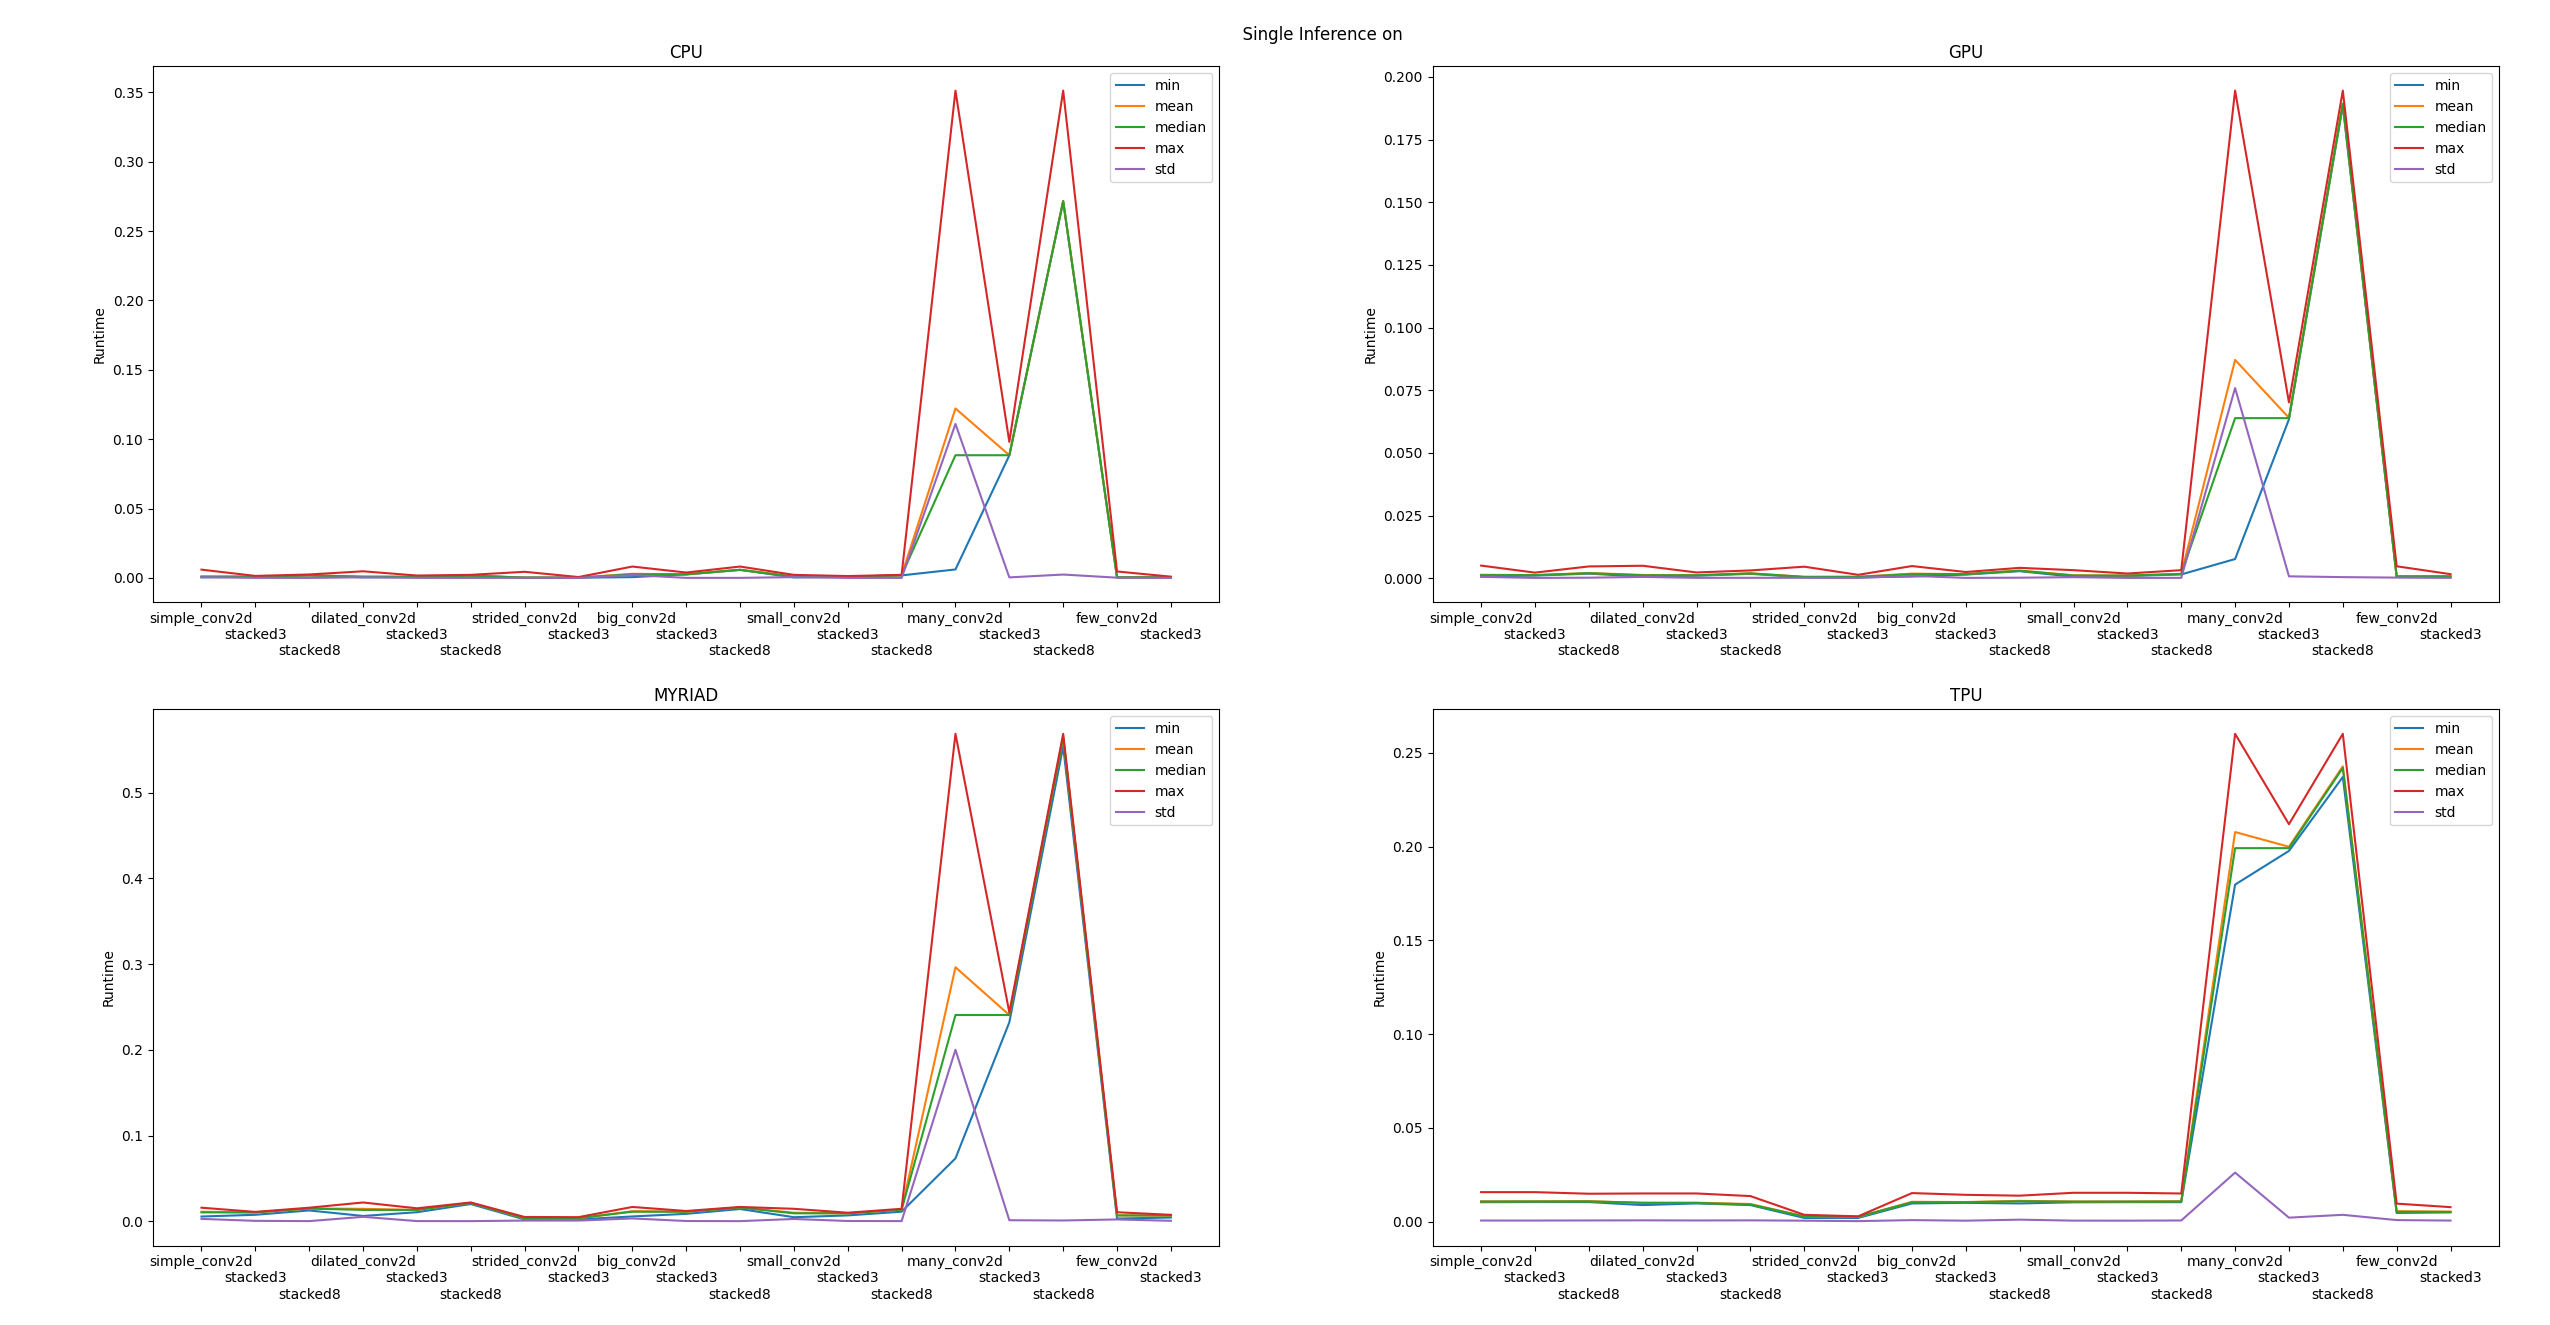 Single Inference on
CPU
Runtime
0.35
0.30
0.25
0.20
0.15
0.10
0.05
0.00
min
mean
median
max
std
simple_conv2d dilated_conv2d strided_conv2d big_conv2d small_conv2d many_conv2d few_conv2d
stacked3 stacked3 stacked3 stacked3 stacked3 stacked3 stacked3
stacked8 stacked8 stacked8 stacked8 stacked8
GPU
Runtime
0.200
0.175
0.150
0.125
0.100
0.075
0.050
0.025
0.000
min
mean
median
max
std
simple_conv2d dilated_conv2d strided_conv2d big_conv2d small_conv2d many_conv2d few_conv2d
stacked3 stacked3 stacked3 stacked3 stacked3 stacked3 stacked3
stacked8 stacked8 stacked8 stacked8 stacked8
MYRIAD
Runtime
0.5
0.4
0.3
0.2
0.1
0.0
min
mean
median
max
std
simple_conv2d dilated_conv2d strided_conv2d big_conv2d small_conv2d many_conv2d few_conv2d
stacked3 stacked3 stacked3 stacked3 stacked3 stacked3 stacked3
stacked8 stacked8 stacked8 stacked8 stacked8
TPU
Runtime
0.25
0.20
0.15
0.10
0.05
0.00
min
mean
median
max
std
simple_conv2d dilated_conv2d strided_conv2d big_conv2d small_conv2d many_conv2d few_conv2d
stacked3 stacked3 stacked3 stacked3 stacked3 stacked3 stacked3
stacked8 stacked8 stacked8 stacked8 stacked8